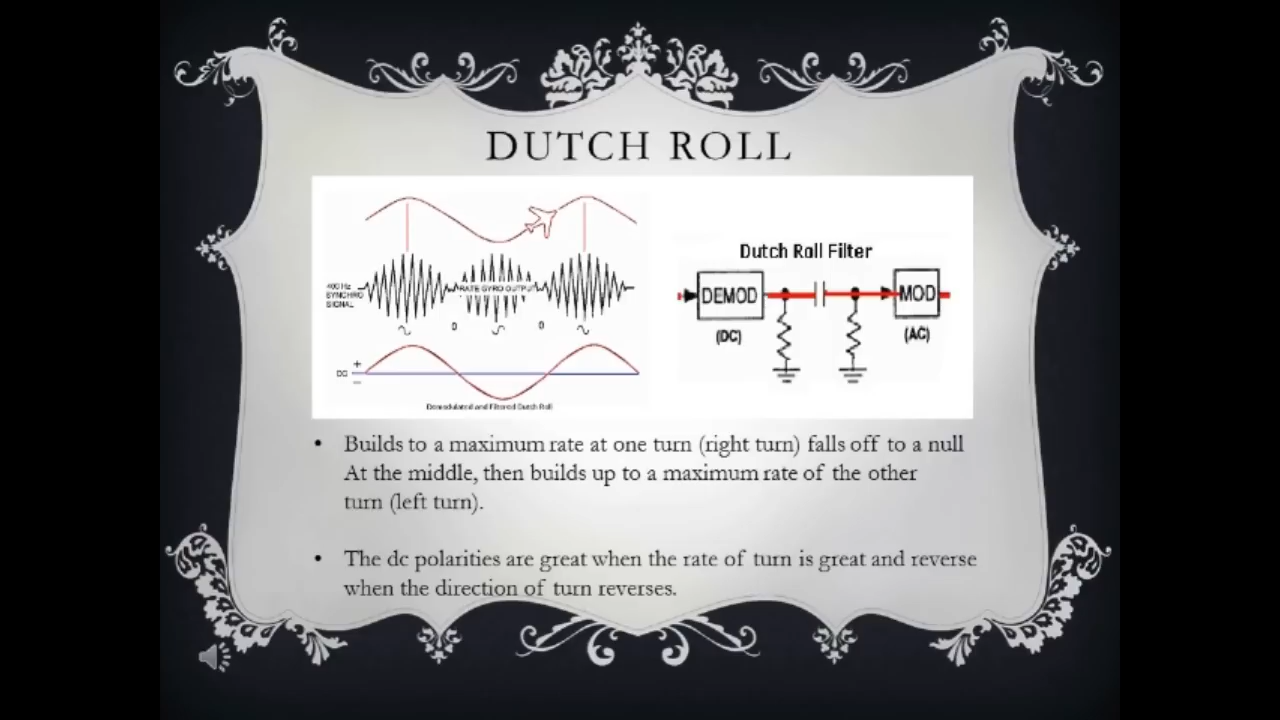 DUTCH ROLL
400 Hz
SYNCHRO
SIGNAL
RATE GYRO OUTPUT
0
0
+
DC
–
Demodulated and Filtered Dutch Roll
Dutch Roll Filter
DEMOD
MOD
(DC)
(AC)
• Builds to a maximum rate at one turn (right turn) falls off to a null
At the middle, then builds up to a maximum rate of the other
turn (left turn).
• The dc polarities are great when the rate of turn is great and reverse
when the direction of turn reverses.